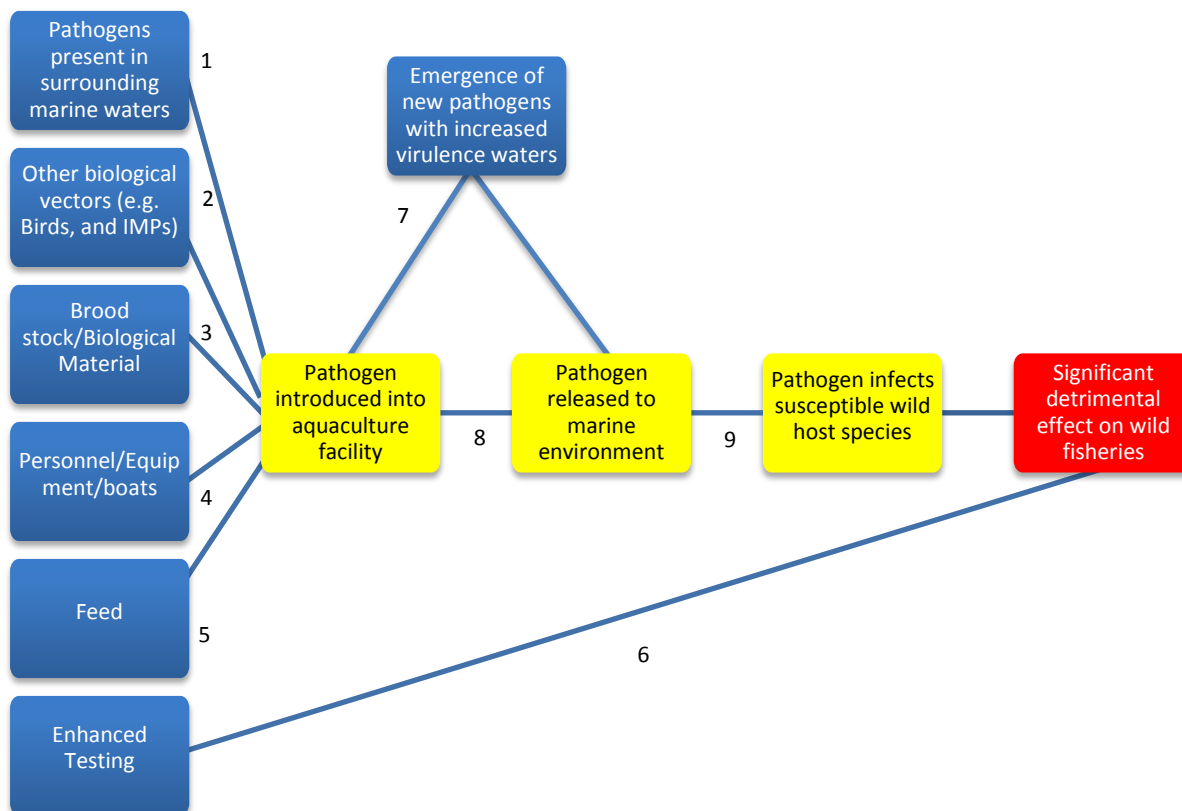 Pathogens
present in
surrounding
marine waters
1
Other biological
vectors (e.g.
Birds, and IMPs)
2
Brood
stock/Biological
Material
3
Personnel/Equip
ment/boats
4
Feed
5
Enhanced
Testing
6
Emergence of
new pathogens
with increased
virulence waters
7
Pathogen
introduced into
aquaculture
facility
8
Pathogen
released to
marine
environment
9
Pathogen infects
susceptible wild
host species
Significant
detrimental
effect on wild
fisheries